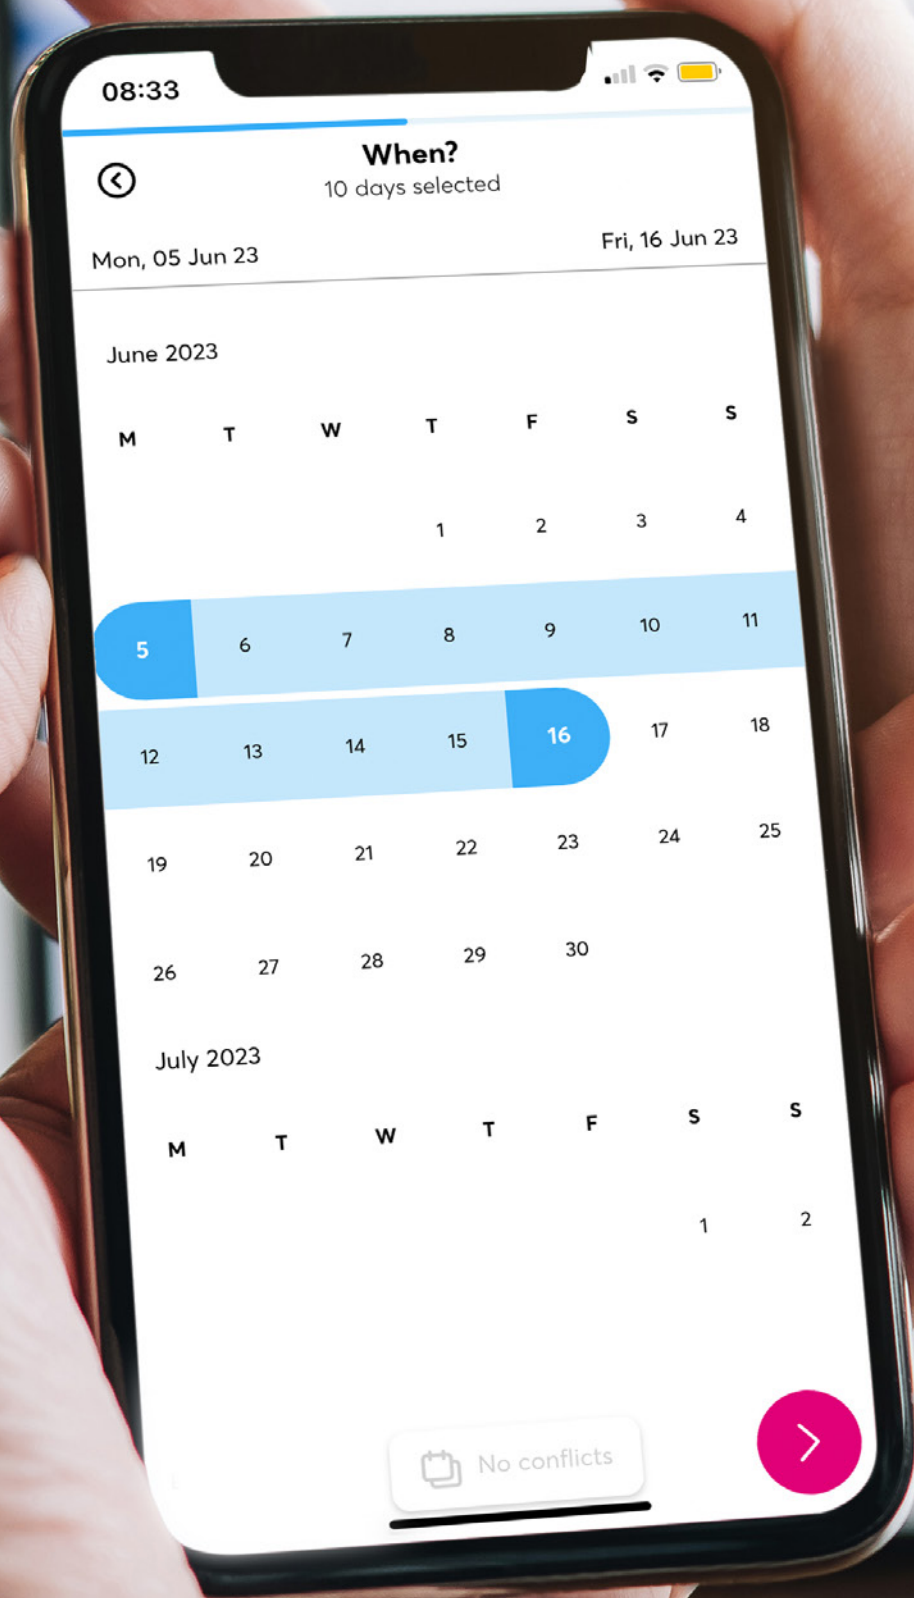 08:33
When?
10 days selected
Mon, 05 Jun 23 Fri, 16 Jun 23
June 2023
M T W T F S S
1 2 3 4
5 6 7 8 9 10 11
12 13 14 15 16 17 18
19 20 21 22 23 24 25
26 27 28 29 30
July 2023
M T W T F S S
1 2
No conflicts